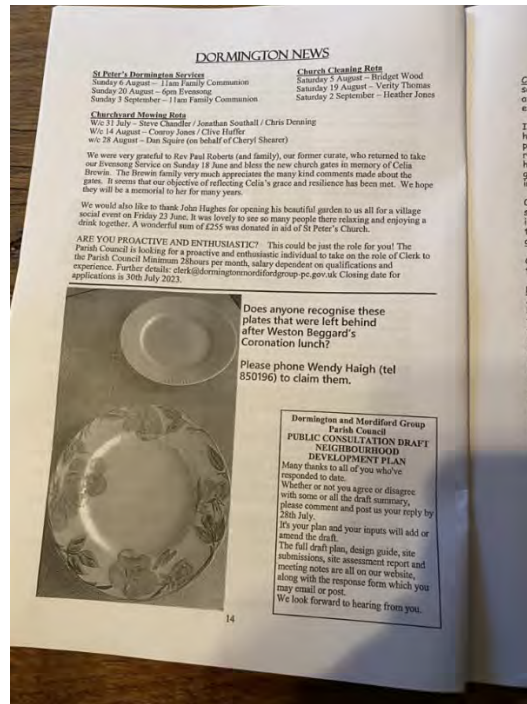 DORMINGTON NEWS
St Peter's Dormington Services
Sunday 6 August – 11am Family Communion
Sunday 20 August – 6pm Evensong
Sunday 3 September – 11am Family Communion
Church Cleaning Rota
Saturday 5 August – Bridget Wood
Saturday 19 August – Verity Thomas
Saturday 2 September – Heather Jones
Churchyard Mowing Rota
W/c 31 July – Steve Chandler / Jonathan Southall / Chris Denning
W/c 14 August – Conroy Jones / Clive Huffer
w/c 28 August – Dan Squire (on behalf of Cheryl Shearer)
We were very grateful to Rev Paul Roberts (and family), our former curate, who returned to take
our Evensong Service on Sunday 18 June and bless the new church gates in memory of Celia
Brewin. The Brewin family very much appreciates the many kind comments made about the
gates. It seems that our objective of reflecting Celia's grace and resilience has been met. We hope
they will be a memorial to her for many years.
We would also like to thank John Hughes for opening his beautiful garden to us all for a village
social event on Friday 23 June. It was lovely to see so many people there relaxing and enjoying a
drink together. A wonderful sum of £255 was donated in aid of St Peter's Church.
ARE YOU PROACTIVE AND ENTHUSIASTIC? This could be just the role for you! The
Parish Council is looking for a proactive and enthusiastic individual to take on the role of Clerk to
the Parish Council Minimum 28hours per month, salary dependent on qualifications and
experience. Further details: clerk@dormingtonmordifordgroup-pc.gov.uk Closing date for
applications is 30th July 2023.
Does anyone recognise these
plates that were left behind
after Weston Beggard's
Coronation lunch?
Please phone Wendy Haigh (tel
850196) to claim them.
Dormington and Mordiford Group
Parish Council
PUBLIC CONSULTATION DRAFT
NEIGHBOURHOOD
DEVELOPMENT PLAN
Many thanks to all of you who've
responded to date.
Whether or not you agree or disagree
with some or all the draft summary,
please comment and post us your reply by
28th July.
It's your plan and your inputs will add or
amend the draft.
The full draft plan, design guide, site
submissions, site assessment report and
meeting notes are all on our website,
along with the response form which you
may email or post.
We look forward to hearing from you.
14